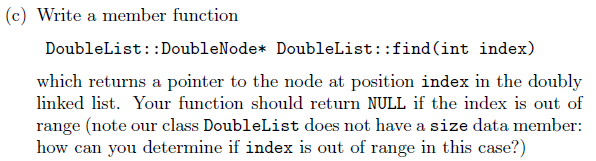 (c) Write a member function
DoubleList::DoubleNode* DoubleList::find(int index)
which returns a pointer to the node at position index in the doubly
linked list. Your function should return NULL if the index is out of
range (note our class DoubleList does not have a size data member:
how can you determine if index is out of range in this case?)